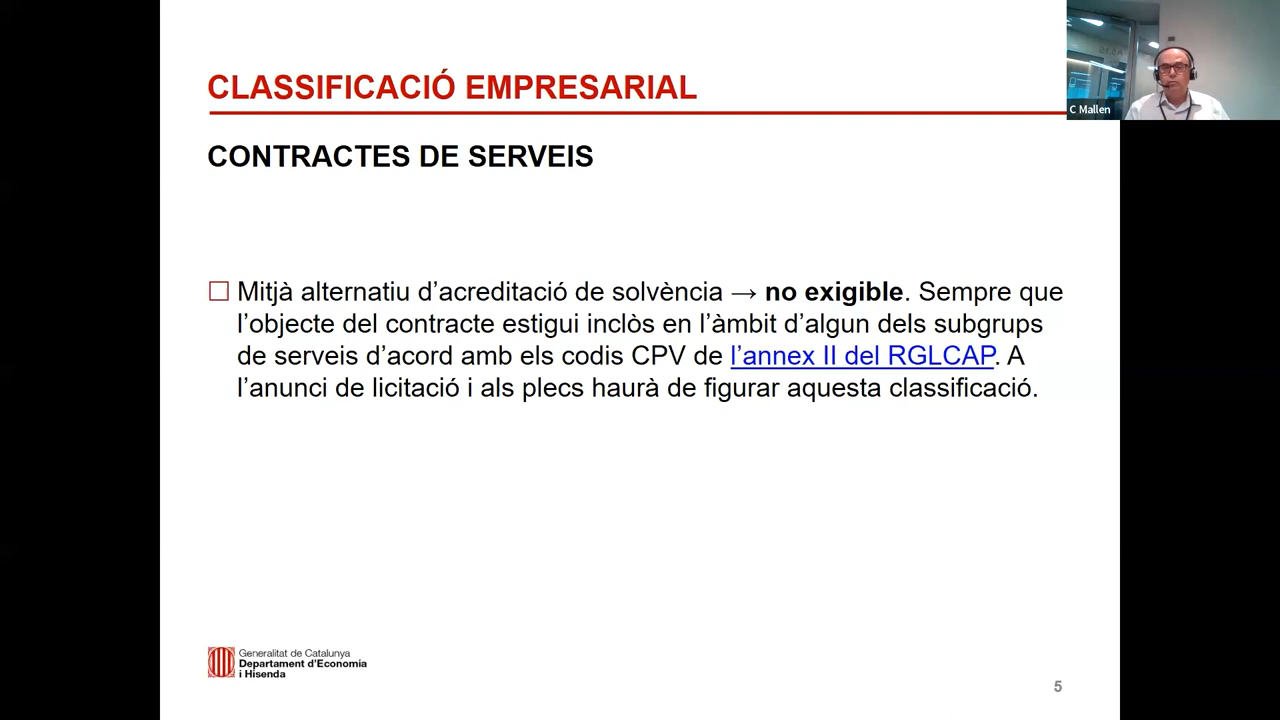 CLASSIFICACIÓ EMPRESARIAL
C Mallen
CONTRACTES DE SERVEIS
Mitjà alternatiu d’acreditació de solvència → no exigible. Sempre que
l’objecte del contracte estigui inclòs en l’àmbit d’algun dels subgrups
de serveis d’acord amb els codis CPV de l’annex II del RGLCAP. A
l’anunci de licitació i als plecs haurà de figurar aquesta classificació.
Generalitat de Catalunya
Departament d’Economia
i Hisenda
5